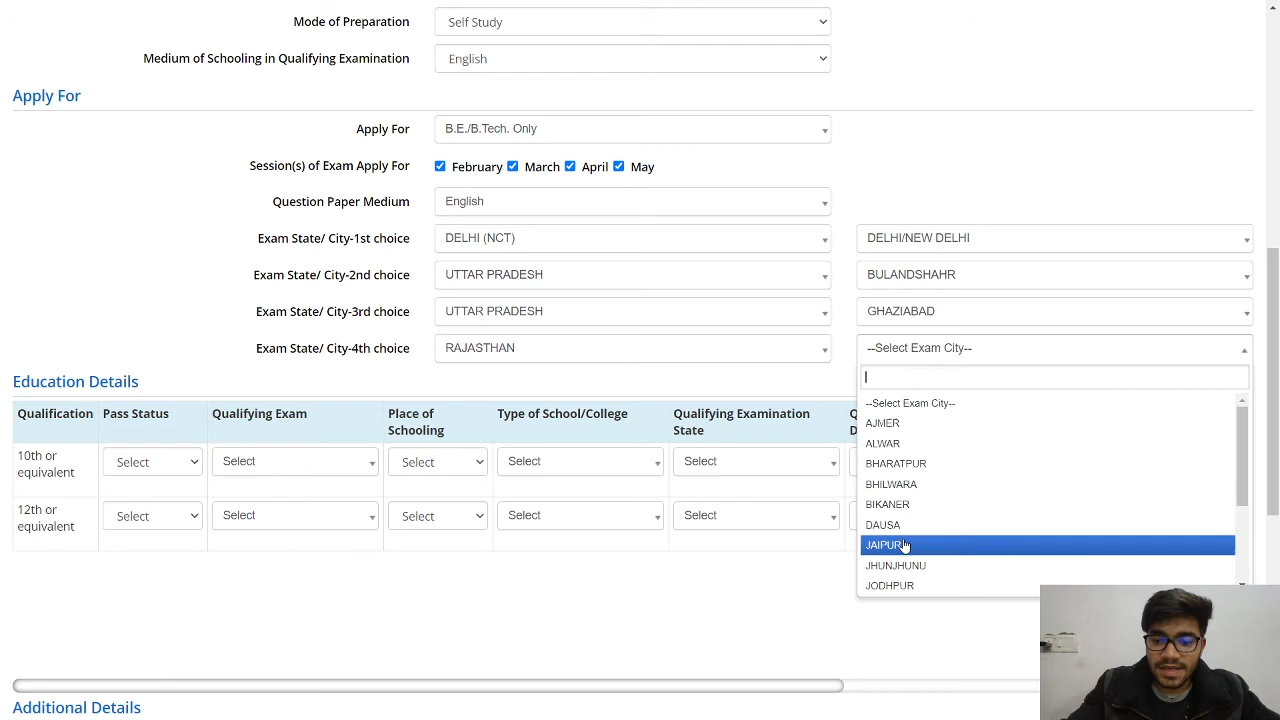 Mode of Preparation Self Study
Medium of Schooling in Qualifying Examination English
Apply For
Apply For B.E./B.Tech. Only
Session(s) of Exam Apply For February March April May
Question Paper Medium English
Exam State/ City-1st choice DELHI (NCT) DELHI/NEW DELHI
Exam State/ City-2nd choice UTTAR PRADESH BULANDSHAHR
Exam State/ City-3rd choice UTTAR PRADESH GHAZIABAD
Exam State/ City-4th choice RAJASTHAN --Select Exam City--
--Select Exam City--
AJMER
ALWAR
BHARATPUR
BHILWARA
BIKANER
DAUSA
JAIPUR
JHUNJHUNU
JODHPUR
Education Details
Qualification Pass Status Qualifying Exam Place of Schooling Type of School/College Qualifying Examination State
10th or equivalent Select Select Select Select Select
12th or equivalent Select Select Select Select Select
Additional Details